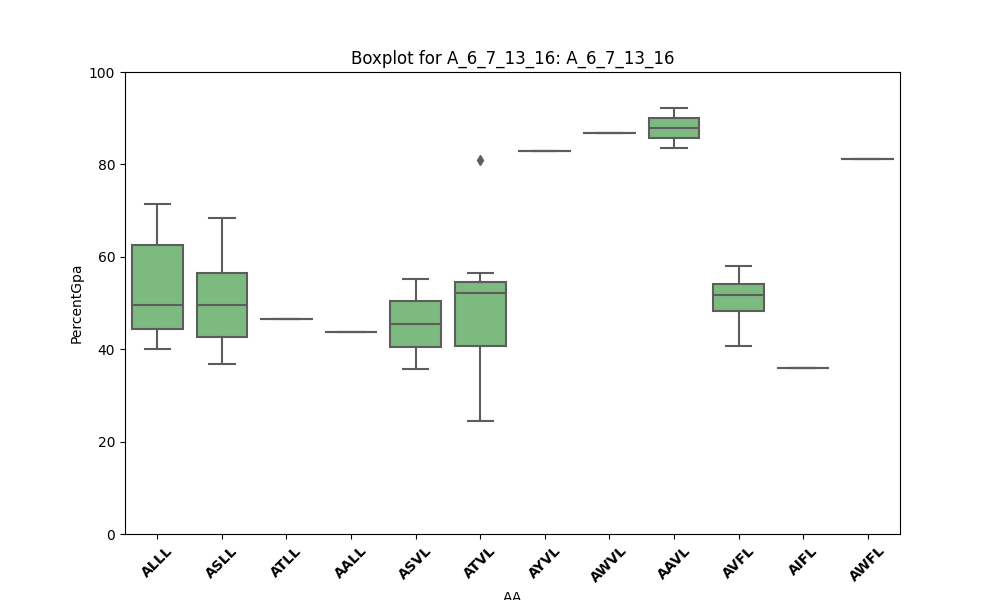 Boxplot for A_6_7_13_16: A_6_7_13_16
100
80
60
40
20
0
PercentGpa
ALLL
ASLL
ATLL
AALL
ASVL
ATVL
AYVL
AWVL
AAVL
AVFL
AIFL
AWFL
AA